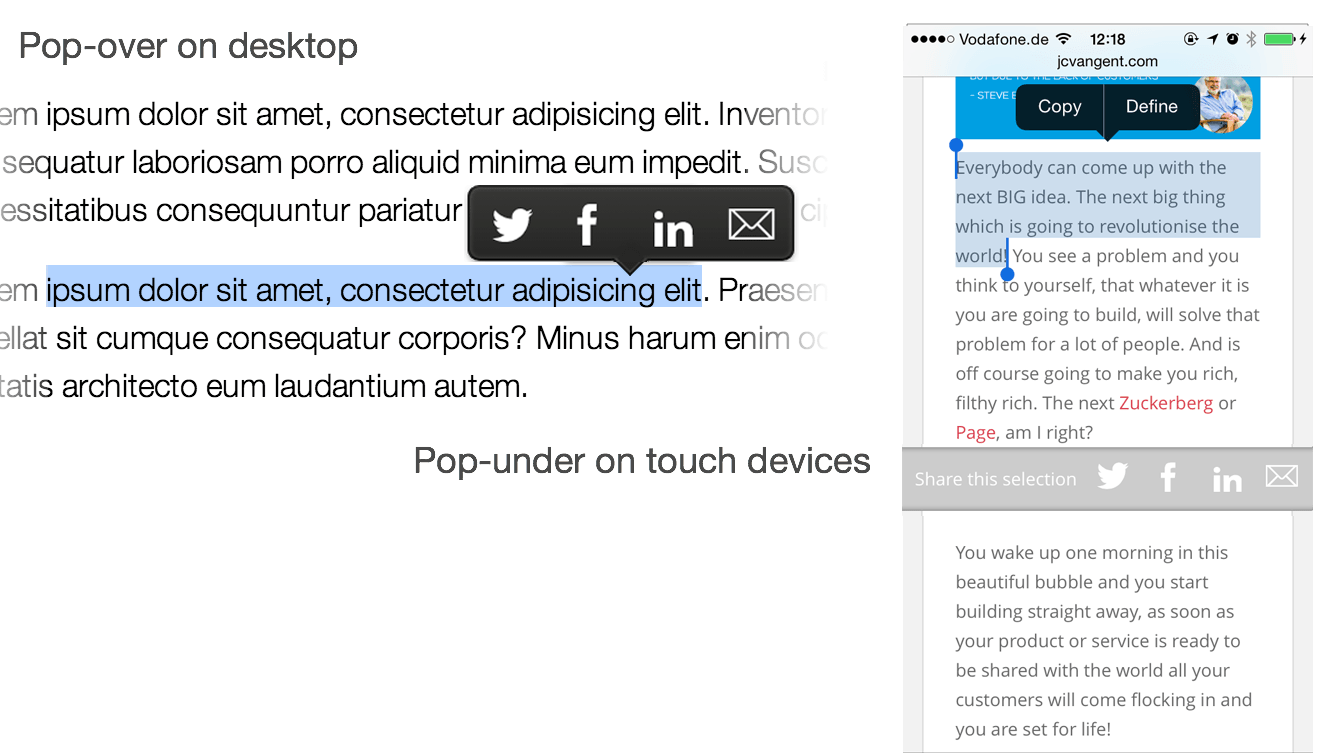 Pop-over on desktop
em ipsum dolor sit amet, consectetur adipisicing elit. Inventor
sequatur laboriosam porro aliquid minima eum impedit. Susc
essitatibus consequuntur pariatur
em ipsum dolor sit amet, consectetur adipisicing elit. Praesen
ellat sit cumque consequatur corporis? Minus harum enim oc
tatis architecto eum laudantium autem.
Pop-under on touch devices
Vodafone.de 12:18
jcvangent.com
BUT DUE TO THE LACK OF CUSTOMERS
- STEVE
Copy Define
Everybody can come up with the
next BIG idea. The next big thing
which is going to revolutionise the
world! You see a problem and you
think to yourself, that whatever it is
you are going to build, will solve that
problem for a lot of people. And is
off course going to make you rich,
filthy rich. The next Zuckerberg or
Page, am I right?
Share this selection
You wake up one morning in this
beautiful bubble and you start
building straight away, as soon as
your product or service is ready to
be shared with the world all your
customers will come flocking in and
you are set for life!